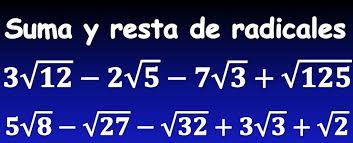 Suma y resta de radicales
3√12 − 2√5 − 7√3 + √125
5√8 − √27 − √32 + 3√3 + √2